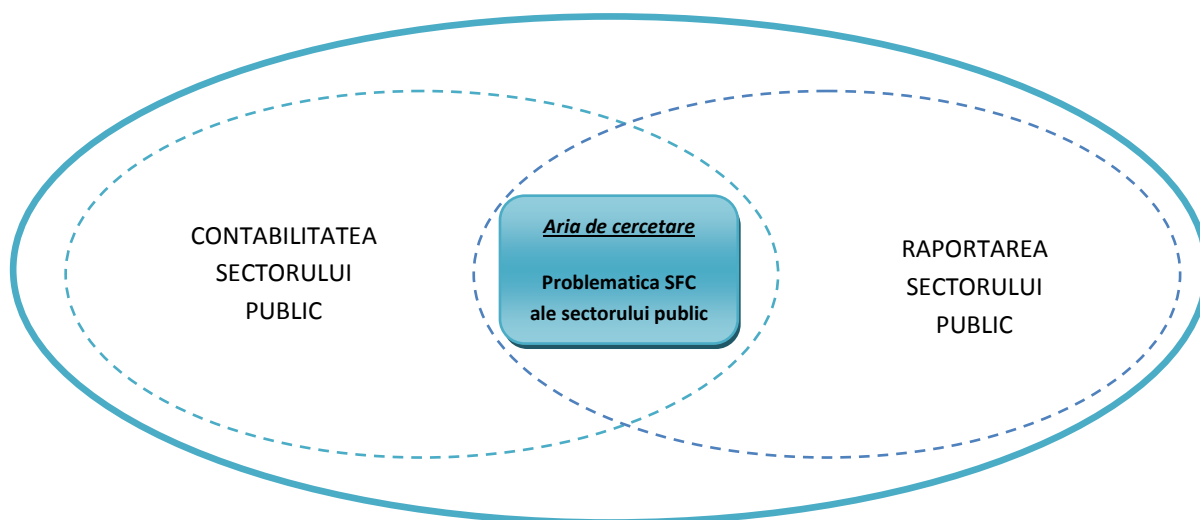 CONTABILITATEA
SECTORULUI
PUBLIC
Aria de cercetare
Problematica SFC
ale sectorului public
RAPORTAREA
SECTORULUI
PUBLIC